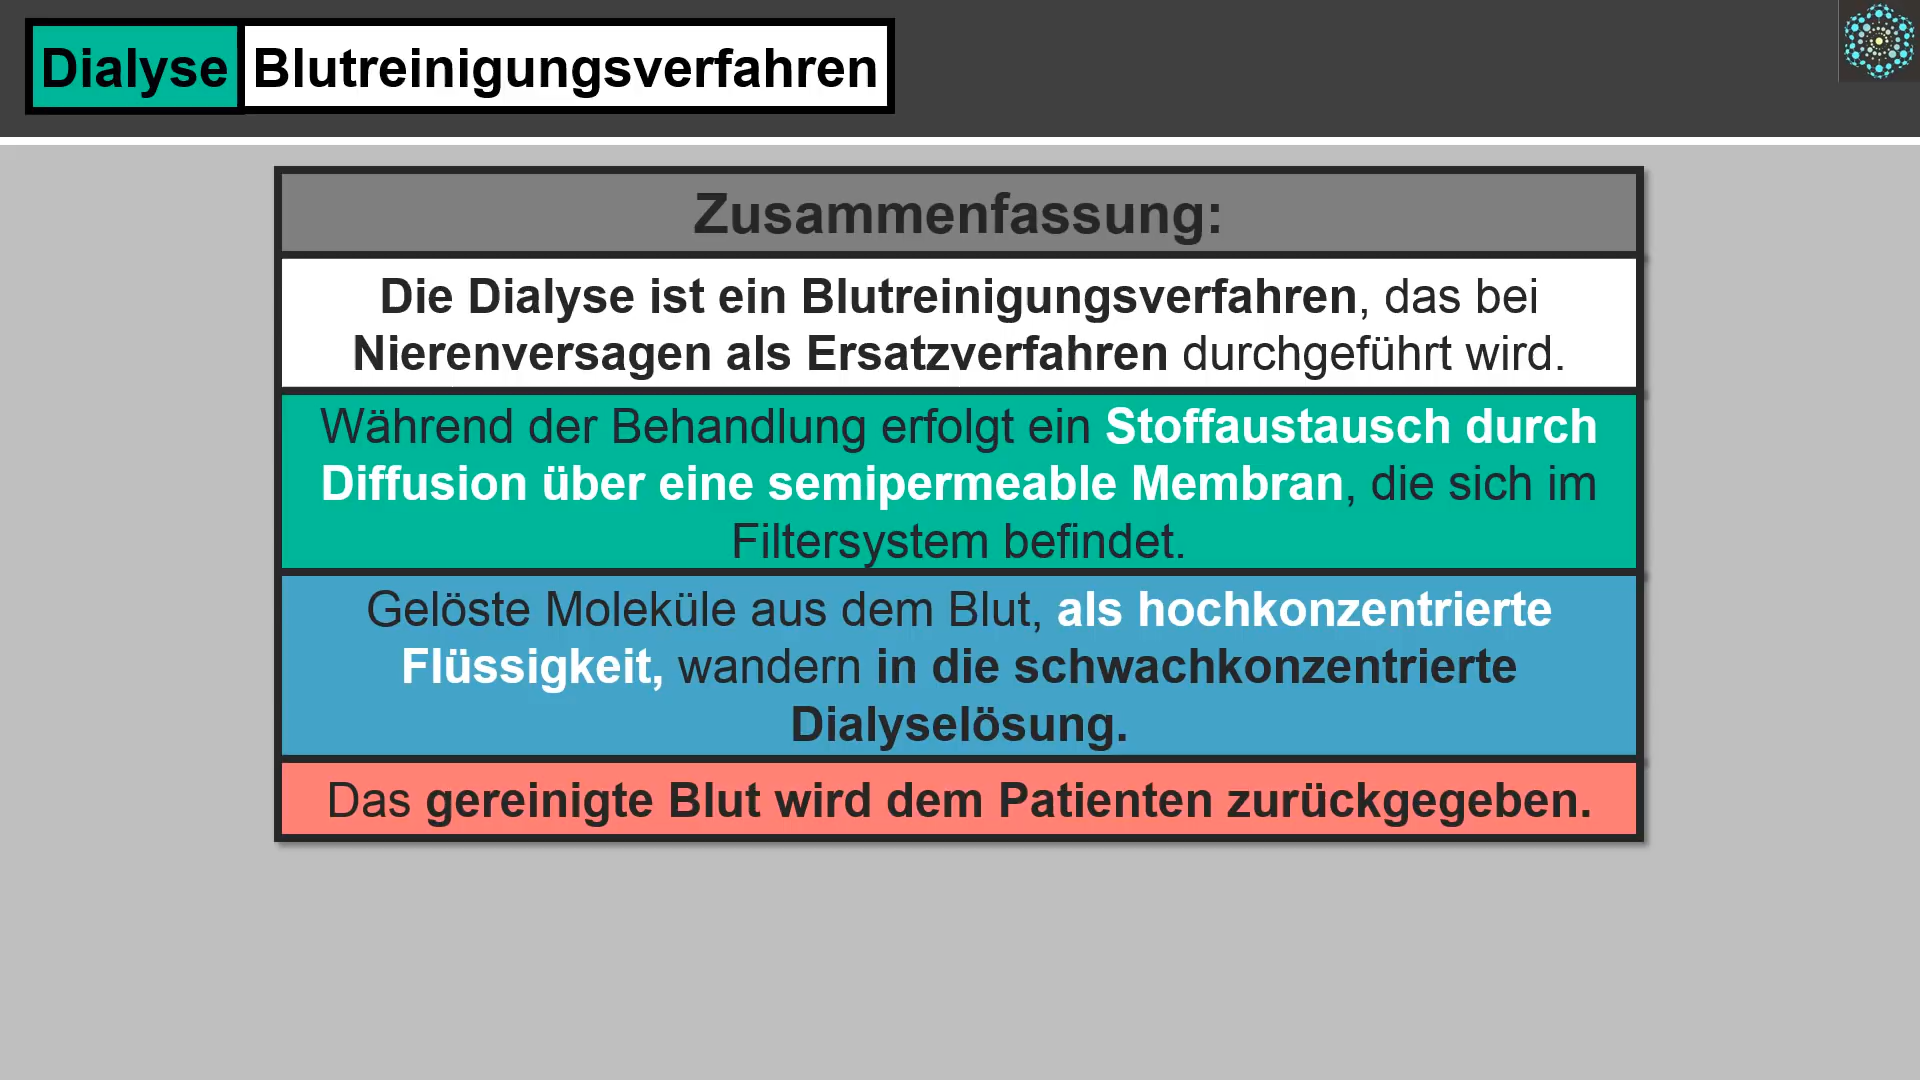 Dialyse Blutreinigungsverfahren
Zusammenfassung:
Die Dialyse ist ein Blutreinigungsverfahren, das bei
Nierenversagen als Ersatzverfahren durchgeführt wird.
Während der Behandlung erfolgt ein Stoffaustausch durch
Diffusion über eine semipermeable Membran, die sich im
Filtersystem befindet.
Gelöste Moleküle aus dem Blut, als hochkonzentrierte
Flüssigkeit, wandern in die schwachkonzentrierte
Dialyselösung.
Das gereinigte Blut wird dem Patienten zurückgegeben.